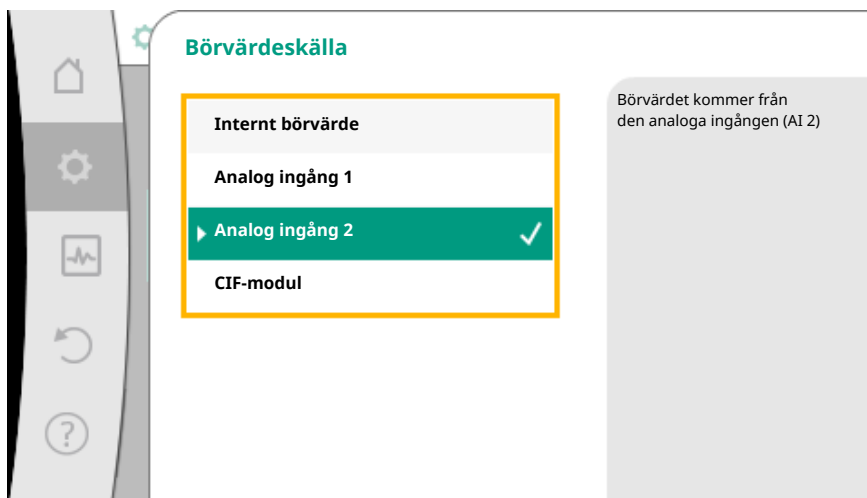 Börvärdeskälla
Internt börvärde
Analog ingång 1
Analog ingång 2
CIF-modul
Börvärdet kommer från
den analoga ingången (AI 2)